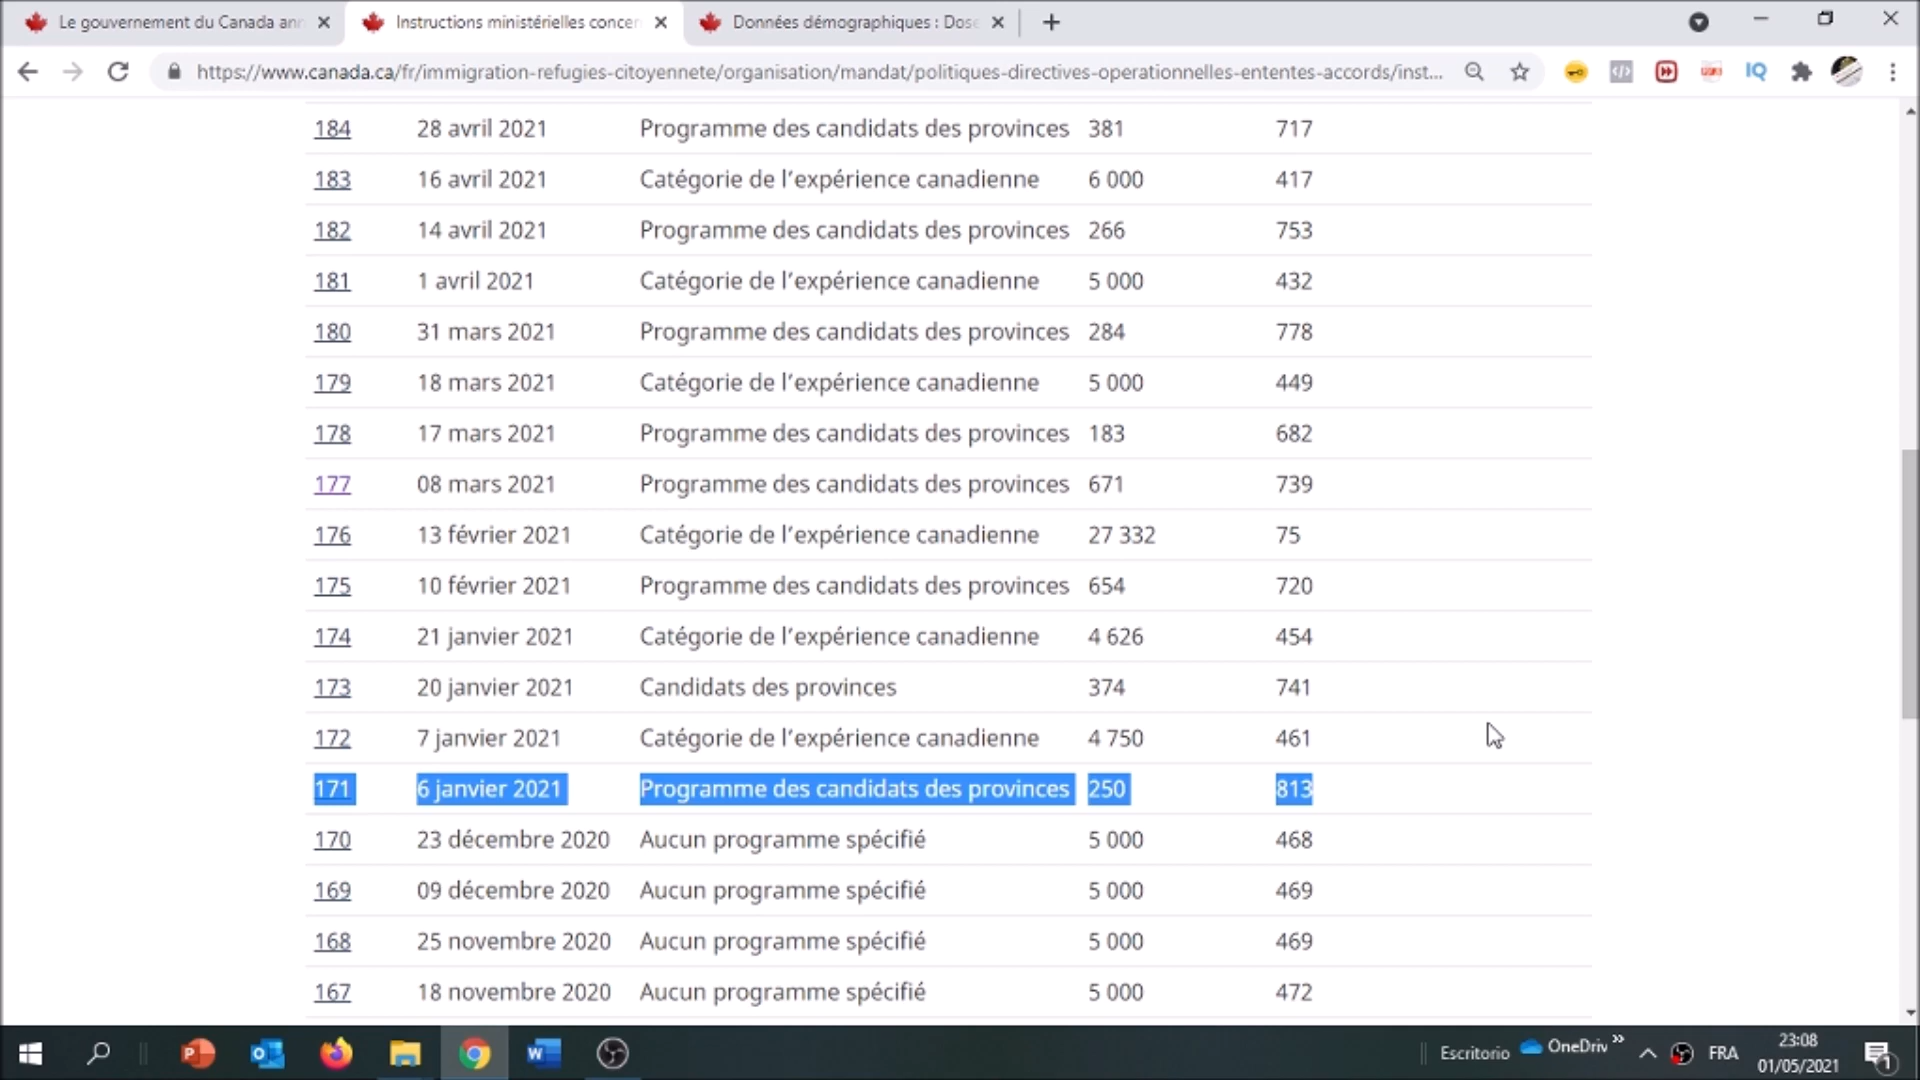 Le gouvernement du Canada ann
Instructions ministérielles concer
Données démographiques : Dose
https://www.canada.ca/fr/immigration-refugies-citoyennete/organisation/mandat/politiques-directives-operationnelles-ententes-accords/inst...
IQ
184 28 avril 2021 Programme des candidats des provinces 381 717
183 16 avril 2021 Catégorie de l’expérience canadienne 6 000 417
182 14 avril 2021 Programme des candidats des provinces 266 753
181 1 avril 2021 Catégorie de l’expérience canadienne 5 000 432
180 31 mars 2021 Programme des candidats des provinces 284 778
179 18 mars 2021 Catégorie de l’expérience canadienne 5 000 449
178 17 mars 2021 Programme des candidats des provinces 183 682
177 08 mars 2021 Programme des candidats des provinces 671 739
176 13 février 2021 Catégorie de l’expérience canadienne 27 332 75
175 10 février 2021 Programme des candidats des provinces 654 720
174 21 janvier 2021 Catégorie de l’expérience canadienne 4 626 454
173 20 janvier 2021 Candidats des provinces 374 741
172 7 janvier 2021 Catégorie de l’expérience canadienne 4 750 461
171 6 janvier 2021 Programme des candidats des provinces 250 813
170 23 décembre 2020 Aucun programme spécifié 5 000 468
169 09 décembre 2020 Aucun programme spécifié 5 000 469
168 25 novembre 2020 Aucun programme spécifié 5 000 469
167 18 novembre 2020 Aucun programme spécifié 5 000 472
Escritorio OneDriv FRA 23:08
01/05/2021 1